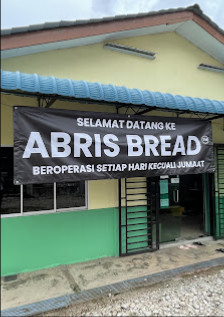 SELAMAT DATANG KE
ABRIS BREAD
BEROPERASI SETIAP HARI KECUALI JUMAAT